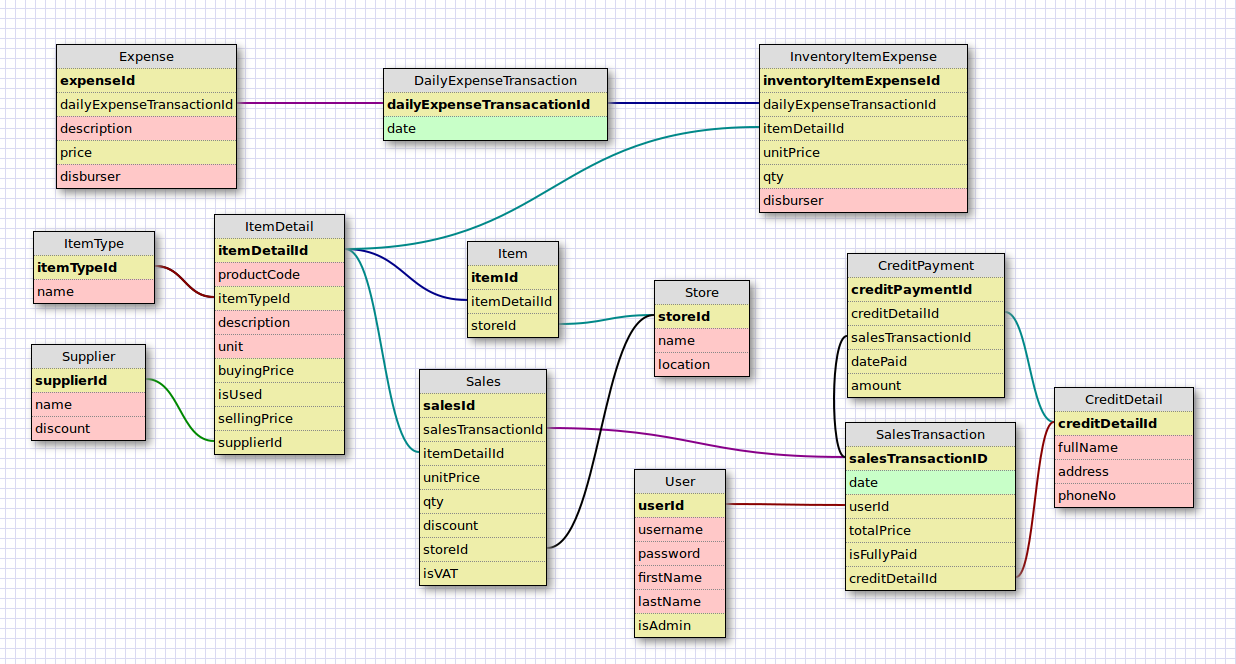 Expense
expenseId
dailyExpenseTransactionId
description
price
disburser
DailyExpenseTransaction
dailyExpenseTransacationId
date
InventoryItemExpense
inventoryItemExpenseId
dailyExpenseTransactionId
itemDetailId
unitPrice
qty
disburser
ItemType
itemTypeId
name
ItemDetail
itemDetailId
productCode
itemTypeId
description
unit
buyingPrice
isUsed
sellingPrice
supplierId
Item
itemId
itemDetailId
storeId
Store
storeId
name
location
CreditPayment
creditPaymentId
creditDetailId
salesTransactionId
datePaid
amount
Supplier
supplierId
name
discount
Sales
salesId
salesTransactionId
itemDetailId
unitPrice
qty
discount
storeId
isVAT
CreditDetail
creditDetailId
fullName
address
phoneNo
SalesTransaction
salesTransactionID
date
userId
totalPrice
isFullyPaid
creditDetailId
User
userId
username
password
firstName
lastName
isAdmin